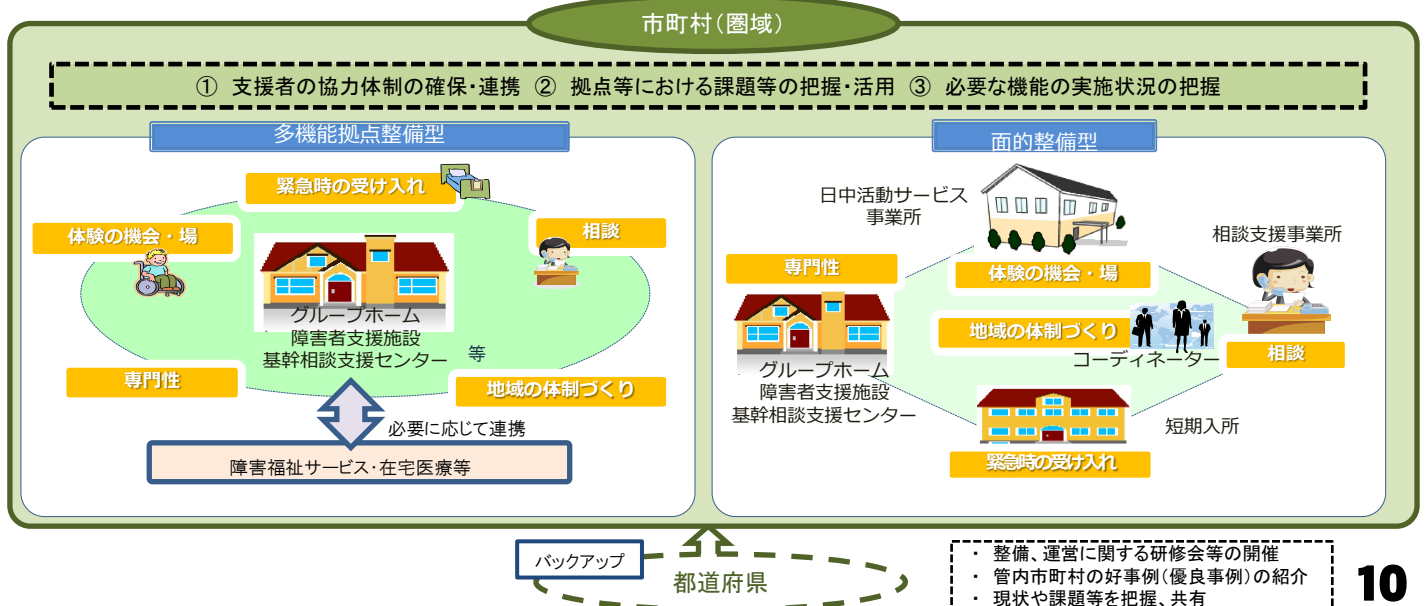 市町村(圏域)
① 支援者の協力体制の確保・連携 ② 拠点等における課題等の把握・活用 ③ 必要な機能の実施状況の把握
多機能拠点整備型
緊急時の受け入れ
体験の機会・場
相談
グループホーム
障害者支援施設
基幹相談支援センター 等
専門性
地域の体制づくり
必要に応じて連携
障害福祉サービス・在宅医療等
面的整備型
日中活動サービス
事業所
相談支援事業所
専門性
体験の機会・場
地域の体制づくり
コーディネーター
相談
グループホーム
障害者支援施設
基幹相談支援センター
短期入所
緊急時の受け入れ
バックアップ
都道府県
・ 整備、運営に関する研修会等の開催
・ 管内市町村の好事例(優良事例)の紹介
・ 現状や課題等を把握、共有
10